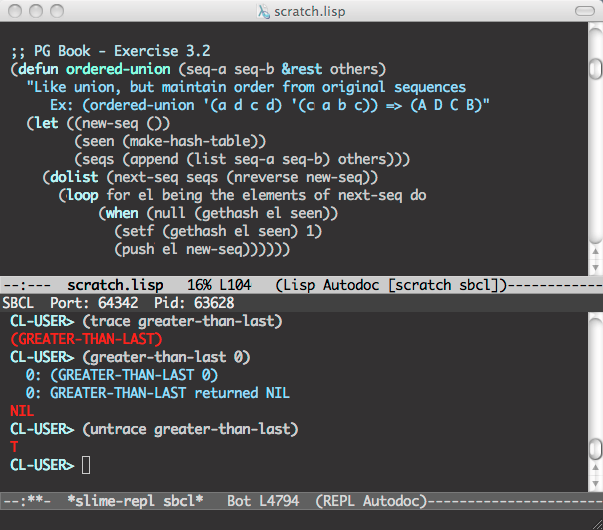 scratch.lisp
;; PG Book - Exercise 3.2
(defun ordered-union (seq-a seq-b &rest others)
"Like union, but maintain order from original sequences
Ex: (ordered-union '(a d c d) '(c a b c)) => (A D C B)"
(let ((new-seq ())
(seen (make-hash-table))
(seqs (append (list seq-a seq-b) others)))
(dolist (next-seq seqs (nreverse new-seq))
(loop for el being the elements of next-seq do
(when (null (gethash el seen))
(setf (gethash el seen) 1)
(push el new-seq))))))
--:--- scratch.lisp 16% L104 (Lisp Autodoc [scratch sbcl])------------
SBCL Port: 64342 Pid: 63628
CL-USER> (trace greater-than-last)
(GREATER-THAN-LAST)
CL-USER> (greater-than-last 0)
0: (GREATER-THAN-LAST 0)
0: GREATER-THAN-LAST returned NIL
NIL
CL-USER> (untrace greater-than-last)
T
CL-USER>
--:**- *slime-repl sbcl* Bot L4794 (REPL Autodoc)----------------------